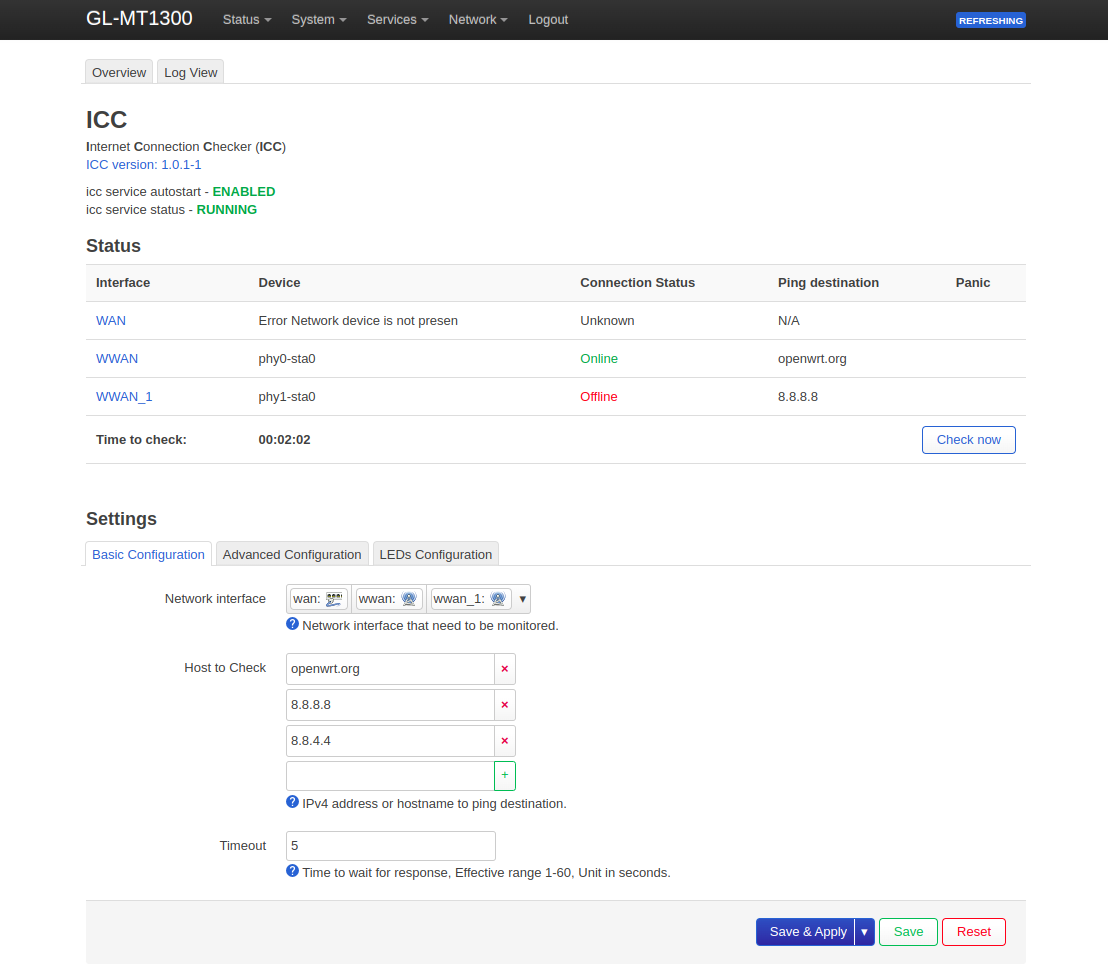 GL-MT1300 Status System Services Network Logout REFRESHING
Overview Log View
ICC
Internet Connection Checker (ICC)
ICC version: 1.0.1-1
icc service autostart - ENABLED
icc service status - RUNNING
Status
Interface Device Connection Status Ping destination Panic
WAN Error Network device is not presen Unknown N/A
WWAN phy0-sta0 Online openwrt.org
WWAN_1 phy1-sta0 Offline 8.8.8.8
Time to check: 00:02:02 Check now
Settings
Basic Configuration Advanced Configuration LEDs Configuration
Network interface wan: wwan: wwan_1: ▾
? Network interface that need to be monitored.
Host to Check openwrt.org ×
8.8.8.8 ×
8.8.4.4 ×
+
? IPv4 address or hostname to ping destination.
Timeout 5
? Time to wait for response, Effective range 1-60, Unit in seconds.
Save & Apply ▾ Save Reset